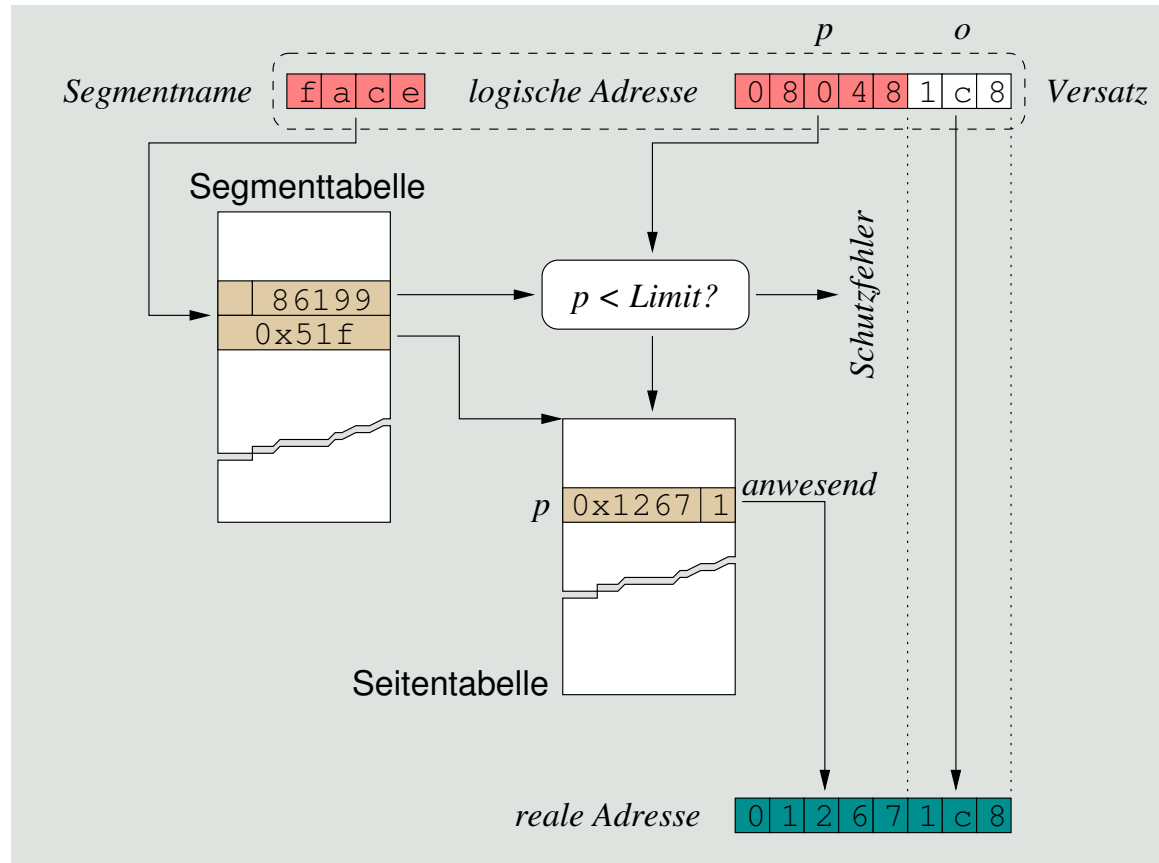 p o
Segmentname f a c e logische Adresse 0 8 0 4 8 1 c 8 Versatz
Segmenttabelle
86199
0x51f
p < Limit?
Schutzfehler
anwesend
p 0x1267 1
Seitentabelle
reale Adresse 0 1 2 6 7 1 c 8